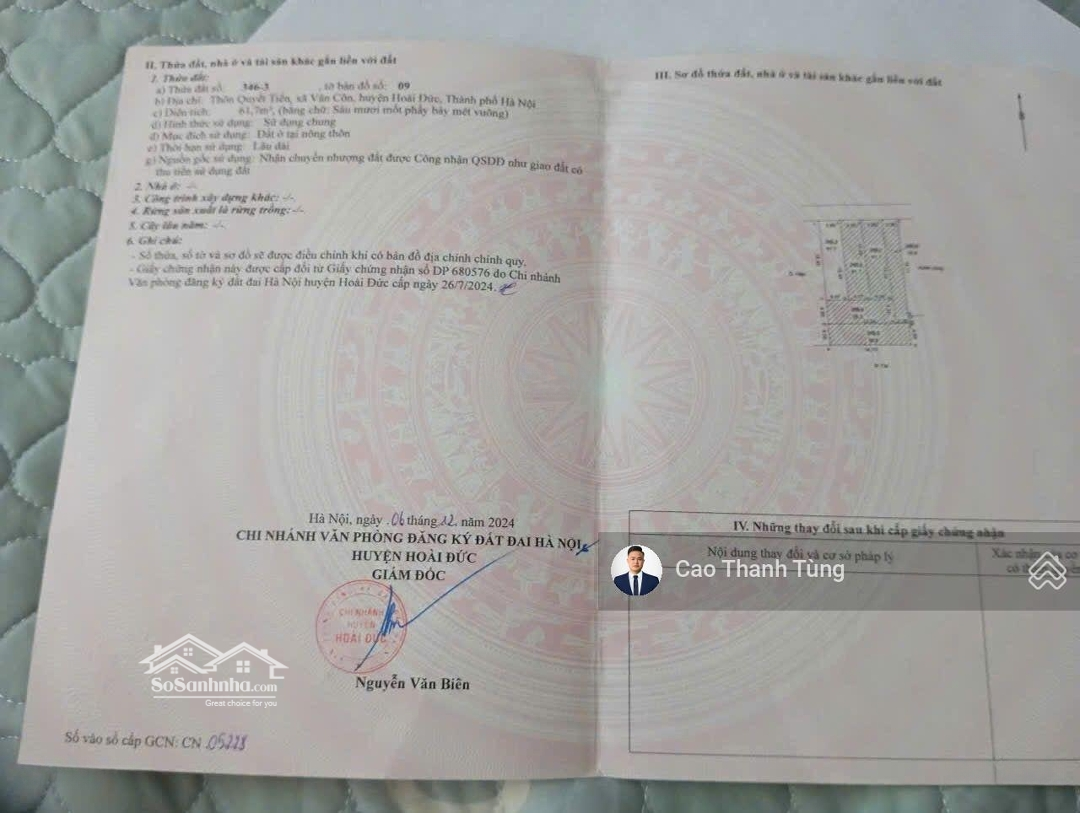 II. Thửa đất, nhà ở và tài sản khác gắn liền với đất
1. Thửa đất:
a) Thửa đất số: 346-3 , tờ bản đồ số: 09
b) Địa chỉ: Thôn Quyết Tiến, xã Vân Côn, huyện Hoài Đức, Thành phố Hà Nội
c) Diện tích: 61,7m², (bằng chữ: Sáu mươi mốt phẩy bảy mét vuông)
d) Hình thức sử dụng: Sử dụng chung
đ) Mục đích sử dụng: Đất ở tại nông thôn
e) Thời hạn sử dụng: Lâu dài
g) Nguồn gốc sử dụng: Nhận chuyển nhượng đất được Công nhận QSDĐ như giao đất có
thu tiền sử dụng đất
2. Nhà ở: -/-
3. Công trình xây dựng khác: -/-
4. Rừng sản xuất là rừng trồng: -/-
5. Cây lâu năm: -/-
6. Ghi chú:
- Số thửa, số tờ và sơ đồ sẽ được điều chỉnh khi có bản đồ địa chính chính quy.
- Giấy chứng nhận này được cấp đổi từ Giấy chứng nhận số DP 680576 do Chi nhánh
Văn phòng đăng ký đất đai Hà Nội huyện Hoài Đức cấp ngày 26/7/2024.
Hà Nội, ngày 06 tháng 12 năm 2024
CHI NHÁNH VĂN PHÒNG ĐĂNG KÝ ĐẤT ĐAI HÀ NỘI
HUYỆN HOÀI ĐỨC
GIÁM ĐỐC
CHI NHÁNH
HUYỆN
HOÀI ĐỨC
Nguyễn Văn Biên
SoSanhnha.com
Great choice for you
Số vào sổ cấp GCN: CN 05228
III. Sơ đồ thửa đất, nhà ở và tài sản khác gắn liền với đất
IV. Những thay đổi sau khi cấp giấy chứng nhận
Nội dung thay đổi và cơ sở pháp lý
Xác nhận
Cao Thanh Tùng